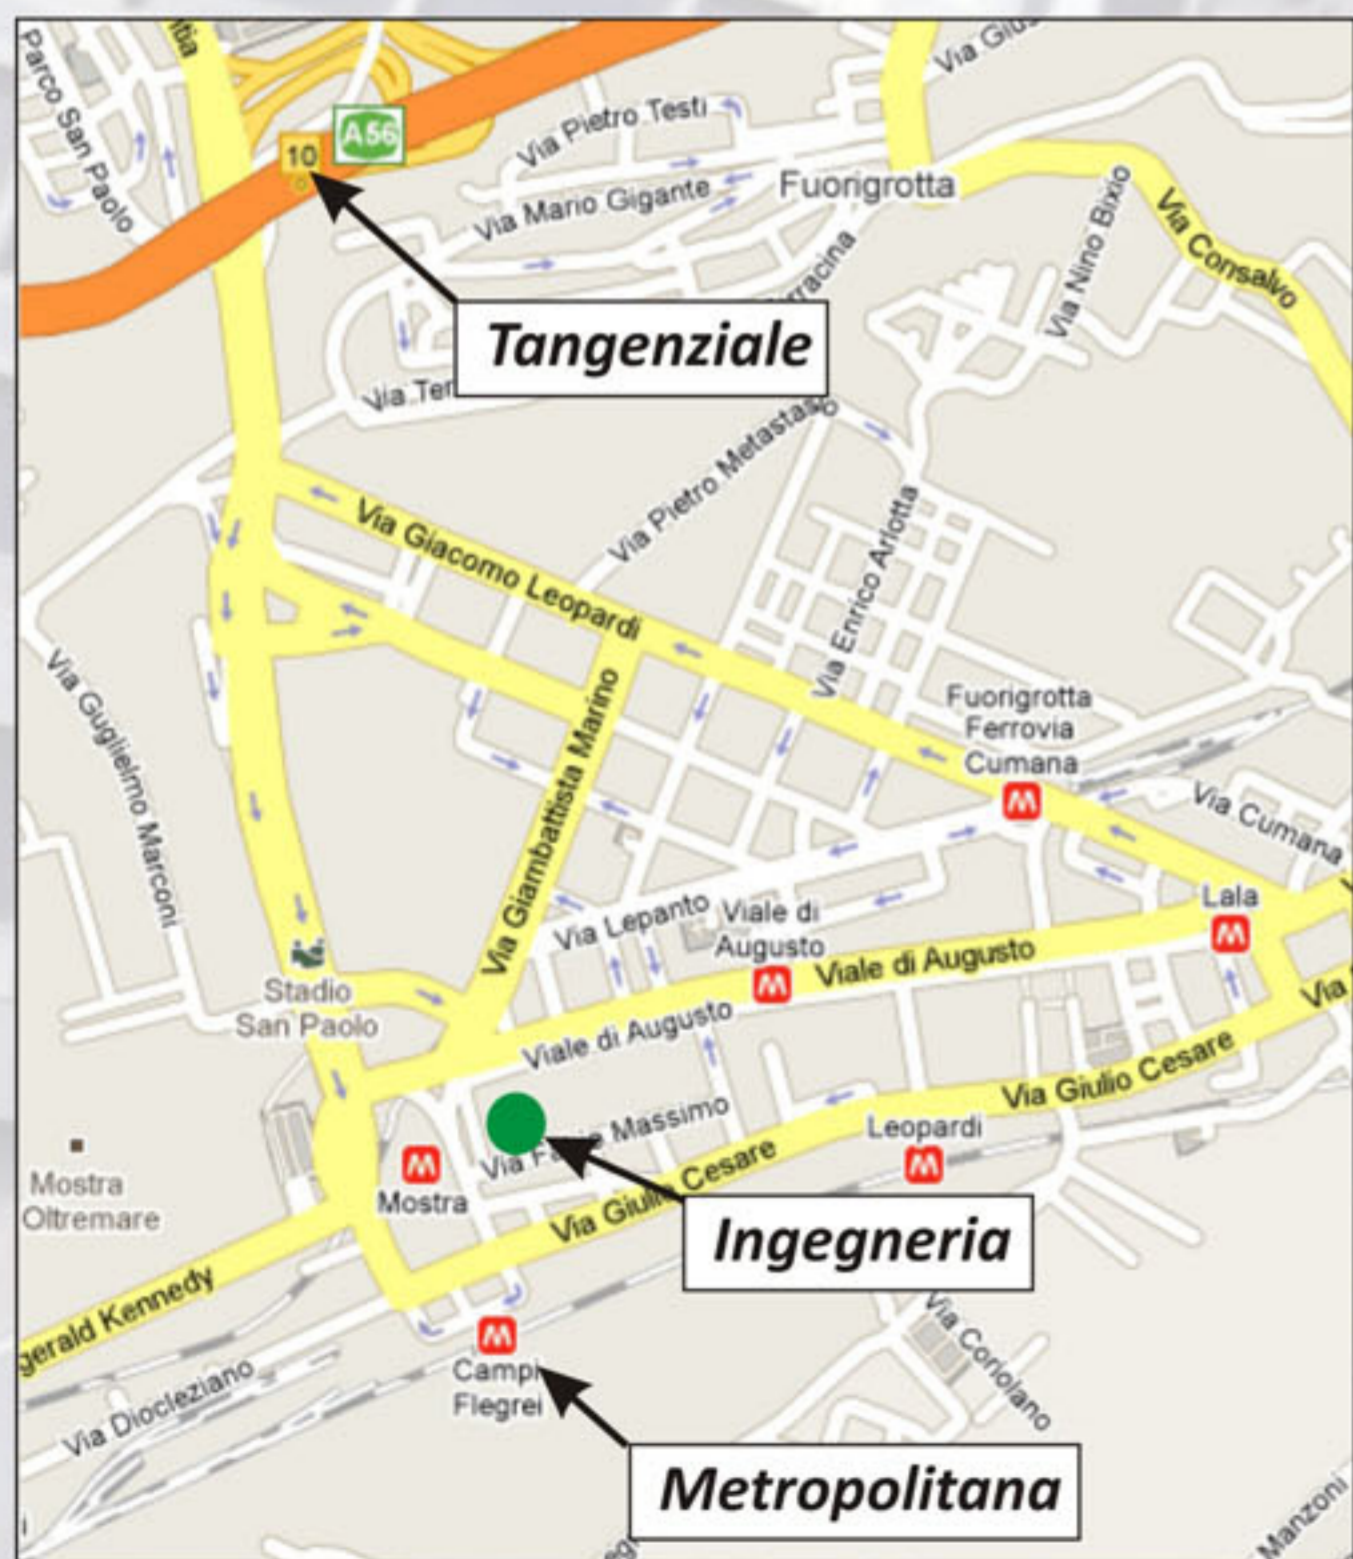 Parco San Paolo
A56
10
Via Pietro Testi
Via Mario Gigante
Fuorigrotta
Via Nino Bixio
Via Consalvo
Tangenziale
Via Pietro Metastasio
Via Giacomo Leopardi
Via Enrico Arlotta
Via Guglielmo Marconi
Via Giambattista Marino
Fuorigrotta
Ferrovia
Cumana
M
Via Cumana
Lala
M
Via Lepanto
Viale di
Augusto
M
Viale di Augusto
Viale di Augusto
Stadio
San Paolo
Via
Via Giulio Cesare
Mostra
Oltremare
M
Mostra
Massimo
Leopardi
M
Via Giulio Cesare
Ingegneria
gerald Kennedy
Via Diocleziano
M
Campi
Flegrei
Via Coriolano
Metropolitana
Manzoni